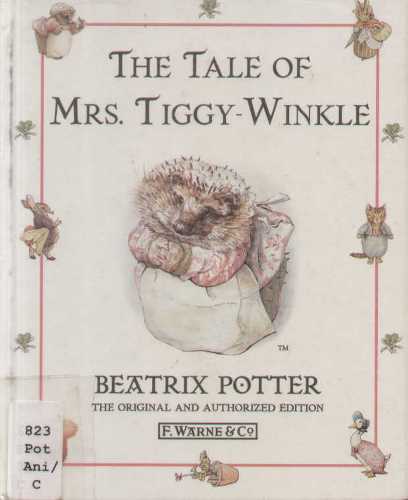 THE TALE OF
MRS. TIGGY-WINKLE
TM
BEATRIX POTTER
THE ORIGINAL AND AUTHORIZED EDITION
F. WARNE & Co
823
Pot
Ani/
C